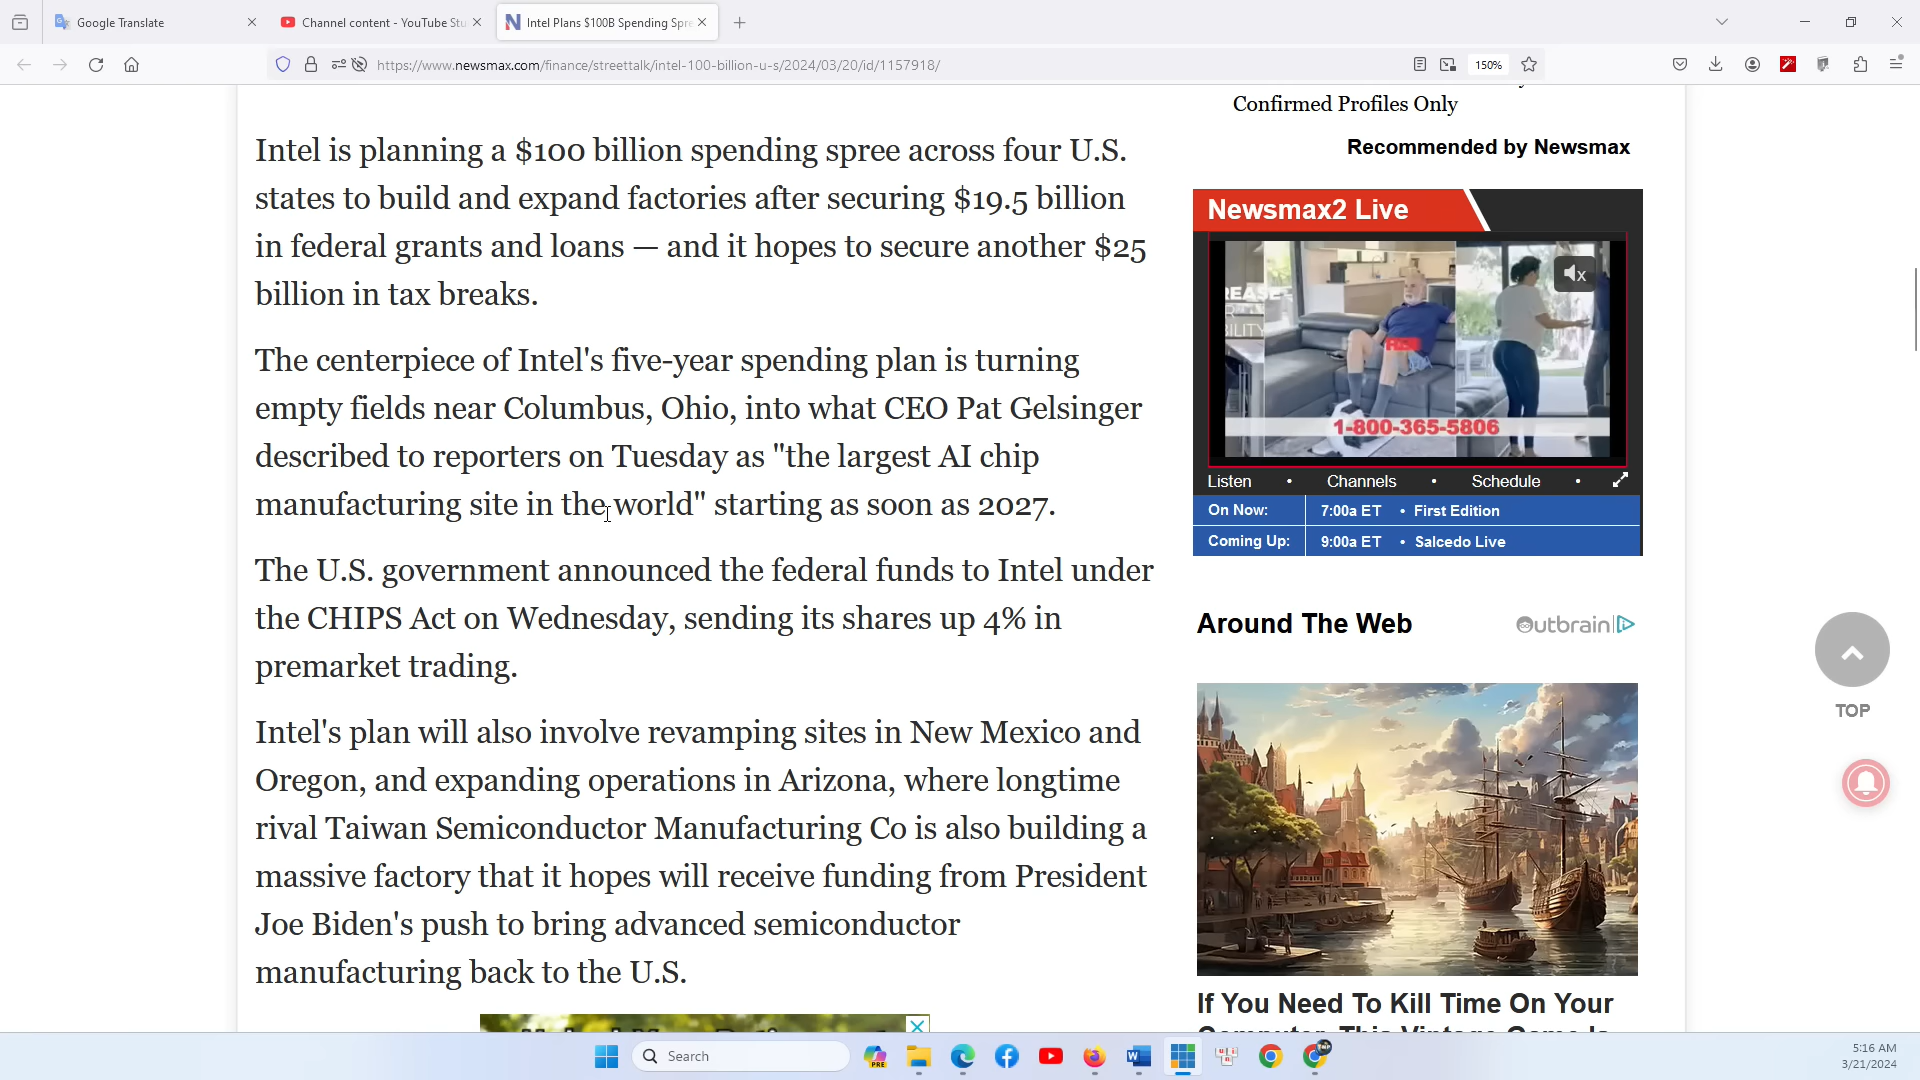 Google Translate
Channel content - YouTube Stu
Intel Plans $100B Spending Spre
https://www.newsmax.com/finance/streettalk/intel-100-billion-u-s/2024/03/20/id/1157918/
150%
Confirmed Profiles Only
Recommended by Newsmax
Intel is planning a $100 billion spending spree across four U.S.
states to build and expand factories after securing $19.5 billion
in federal grants and loans — and it hopes to secure another $25
billion in tax breaks.
The centerpiece of Intel's five-year spending plan is turning
empty fields near Columbus, Ohio, into what CEO Pat Gelsinger
described to reporters on Tuesday as "the largest AI chip
manufacturing site in the world" starting as soon as 2027.
The U.S. government announced the federal funds to Intel under
the CHIPS Act on Wednesday, sending its shares up 4% in
premarket trading.
Intel's plan will also involve revamping sites in New Mexico and
Oregon, and expanding operations in Arizona, where longtime
rival Taiwan Semiconductor Manufacturing Co is also building a
massive factory that it hopes will receive funding from President
Joe Biden's push to bring advanced semiconductor
manufacturing back to the U.S.
Newsmax2 Live
1-800-365-5806
Listen • Channels • Schedule •
On Now: 7:00a ET • First Edition
Coming Up: 9:00a ET • Salcedo Live
Around The Web
Outbrain
If You Need To Kill Time On Your
TOP
Search
5:16 AM
3/21/2024